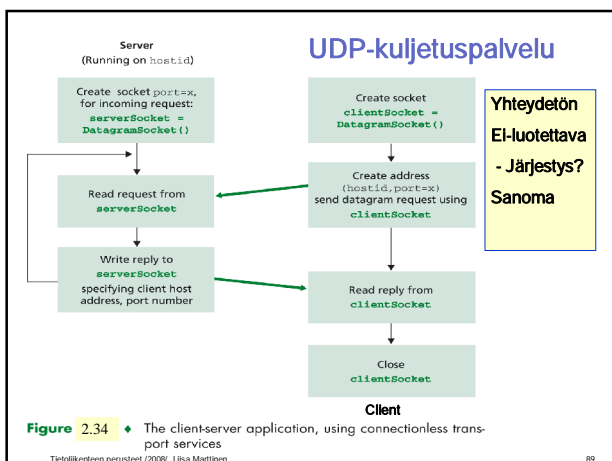 UDP-kuljetuspalvelu
Server
(Running on hostid)
Create socket port=x,
for incoming request:
serverSocket =
DatagramSocket()
Read request from
serverSocket
Write reply to
serverSocket
specifying client host
address, port number
Create socket
clientSocket =
DatagramSocket()
Create address
(hostid,port=x)
send datagram request using
clientSocket
Read reply from
clientSocket
Close
clientSocket
Client
Yhteydetön
EI-luotettava
- Järjestys?
Sanoma
Figure 2.34 ♦ The client-server application, using connectionless trans-
port services
Tietoliikenteen perusteet /2008/ Liisa Marttinen
89